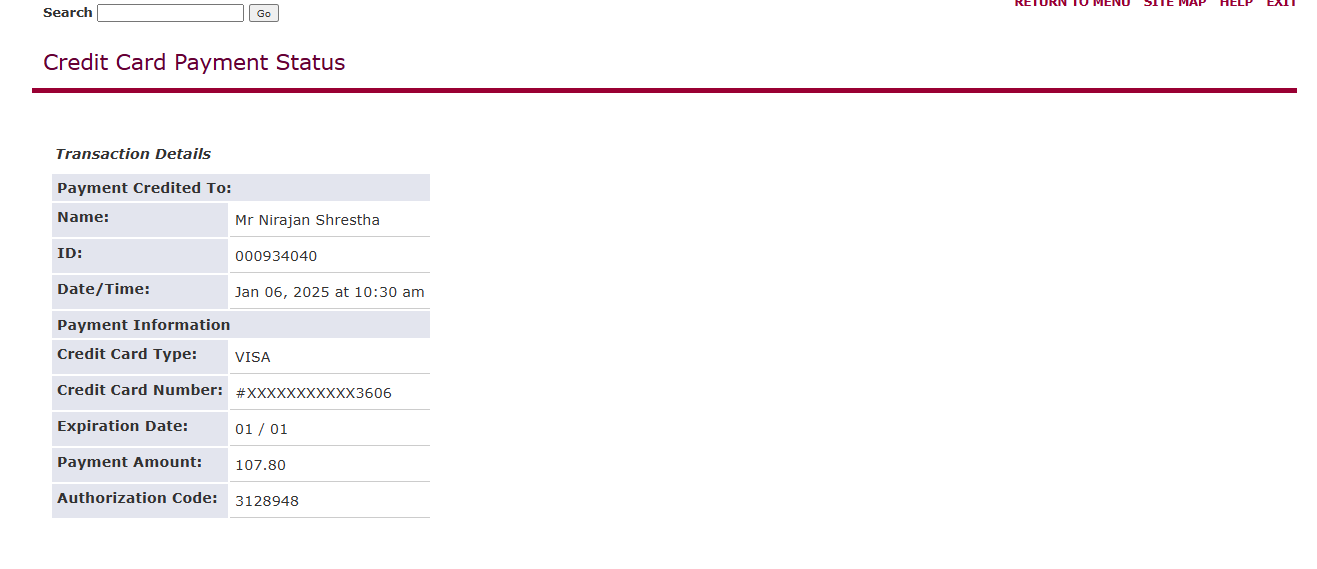 Search Go RETURN TO MENU SITE MAP HELP EXIT
Credit Card Payment Status
Transaction Details
Payment Credited To:
Name: Mr Nirajan Shrestha
ID: 000934040
Date/Time: Jan 06, 2025 at 10:30 am
Payment Information
Credit Card Type: VISA
Credit Card Number: #XXXXXXXXXXX3606
Expiration Date: 01 / 01
Payment Amount: 107.80
Authorization Code: 3128948